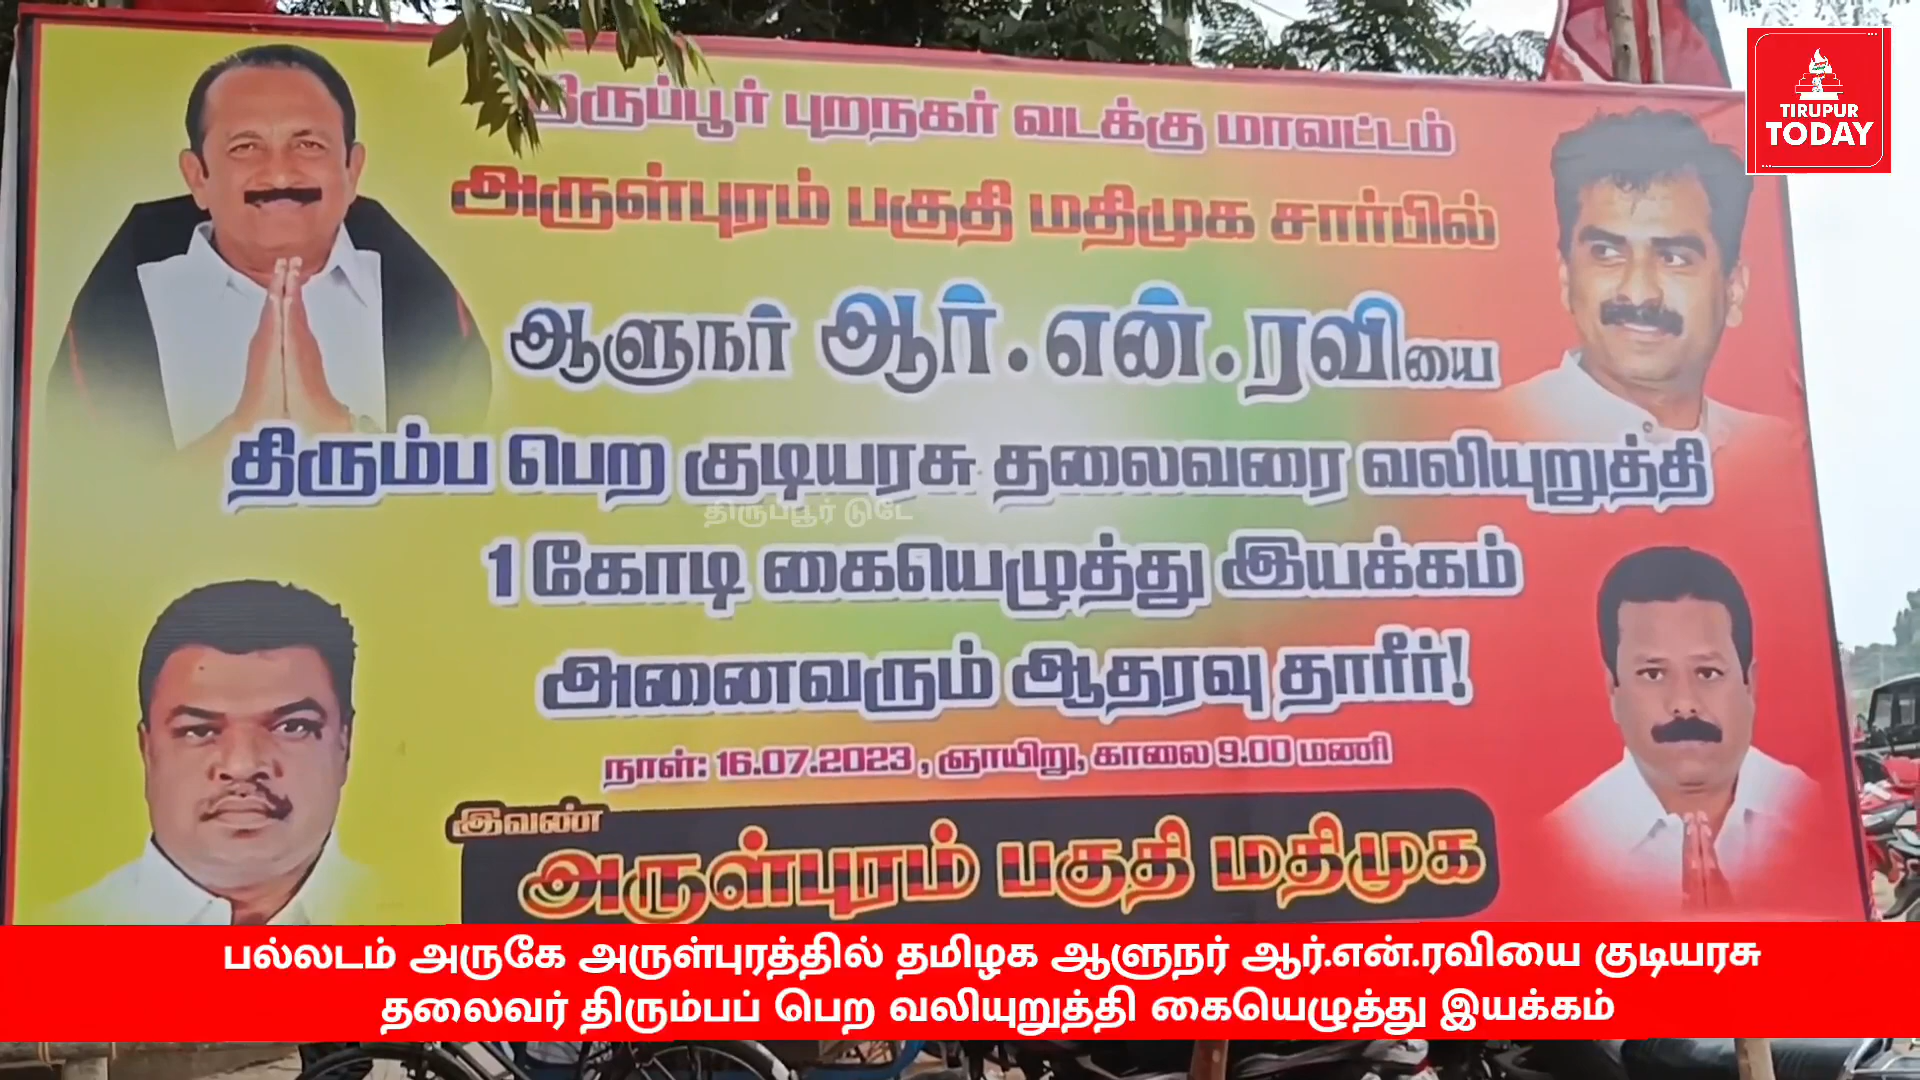 திருப்பூர் புறநகர் வடக்கு மாவட்டம்
TIRUPUR
TODAY
அருள்புரம் பகுதி மதிமுக சார்பில்
ஆளுநர் ஆர்.என்.ரவியை
திரும்ப பெற குடியரசு தலைவரை வலியுறுத்தி
திருப்பூர் டுடே
1 கோடி கையெழுத்து இயக்கம்
அனைவரும் ஆதரவு தாரீர்!
நாள்: 16.07.2023 , ஞாயிறு, காலை 9.00 மணி
இவண்
அருள்புரம் பகுதி மதிமுக
பல்லடம் அருகே அருள்புரத்தில் தமிழக ஆளுநர் ஆர்.என்.ரவியை குடியரசு
தலைவர் திரும்பப் பெற வலியுறுத்தி கையெழுத்து இயக்கம்